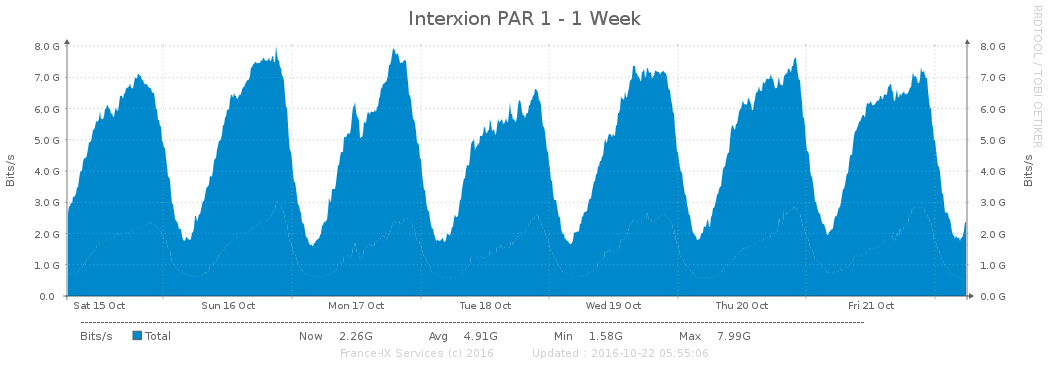 Interxion PAR 1 - 1 Week
RRDTOOL / TOBI OETIKER
8.0 G 8.0 G
7.0 G 7.0 G
6.0 G 6.0 G
5.0 G 5.0 G
4.0 G 4.0 G
3.0 G 3.0 G
2.0 G 2.0 G
1.0 G 1.0 G
0.0 0.0 G
Bits/s Bits/s
Sat 15 Oct Sun 16 Oct Mon 17 Oct Tue 18 Oct Wed 19 Oct Thu 20 Oct Fri 21 Oct
Bits/s Total Now 2.26G Avg 4.91G Min 1.58G Max 7.99G
France-IX Services (c) 2016 Updated : 2016-10-22 05:55:06